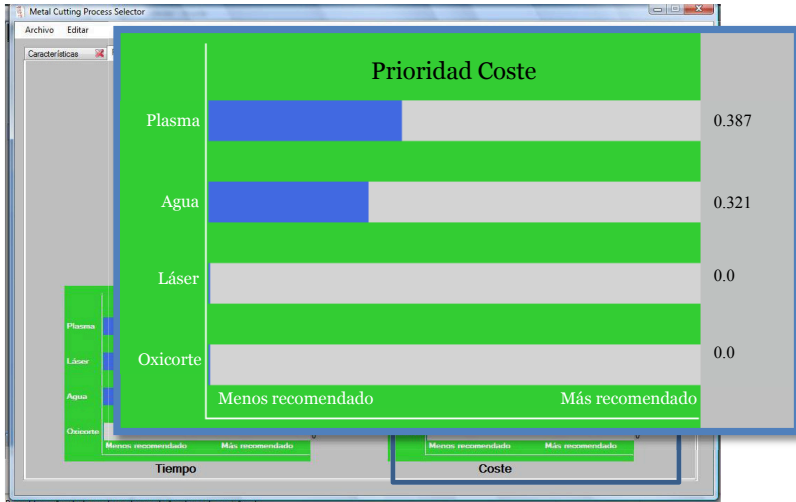 Metal Cutting Process Selector
Archivo Editar
Características
Prioridad Coste
Plasma 0.387
Agua 0.321
Láser 0.0
Oxicorte 0.0
Menos recomendado Más recomendado
Plasma
Láser
Agua
Oxicorte
Menos recomendado Más recomendado
Menos recomendado Más recomendado
Tiempo
Coste